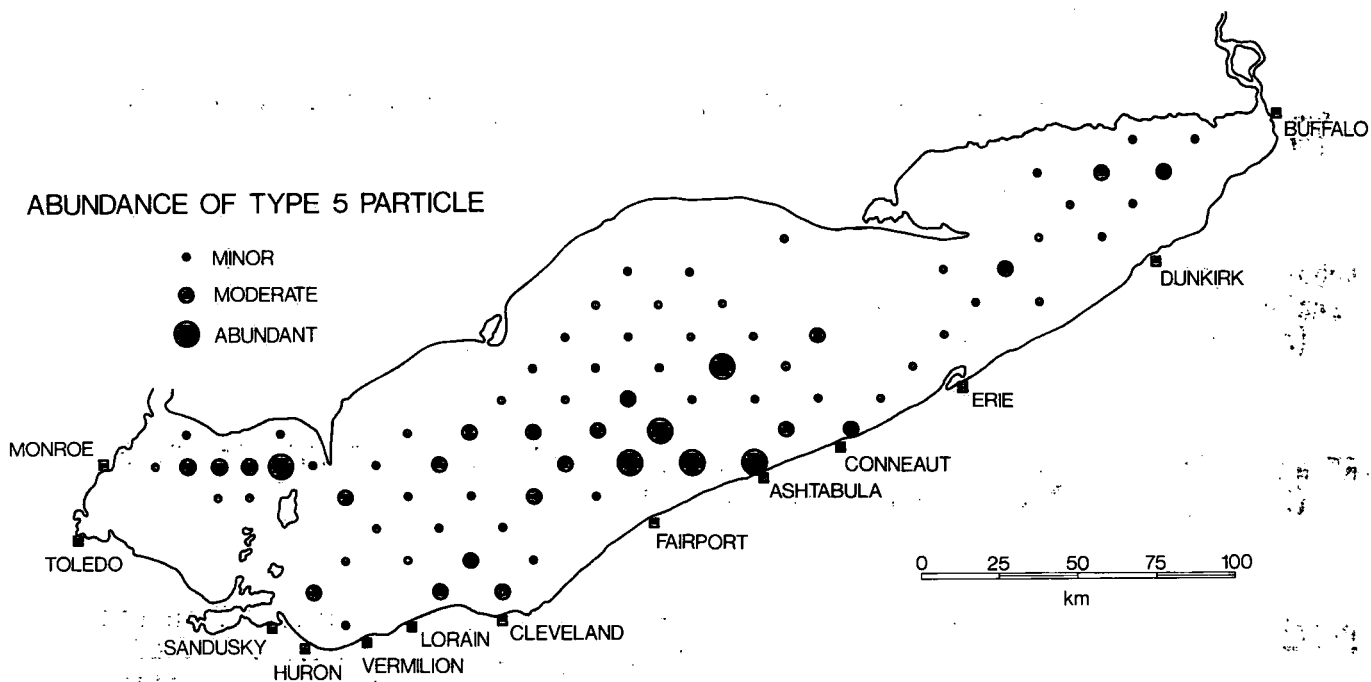 ABUNDANCE OF TYPE 5 PARTICLE
MINOR
MODERATE
ABUNDANT
BUFFALO
DUNKIRK
ERIE
CONNEAUT
ASHTABULA
FAIRPORT
CLEVELAND
LORAIN
VERMILION
HURON
SANDUSKY
TOLEDO
MONROE
0 25 50 75 100
km